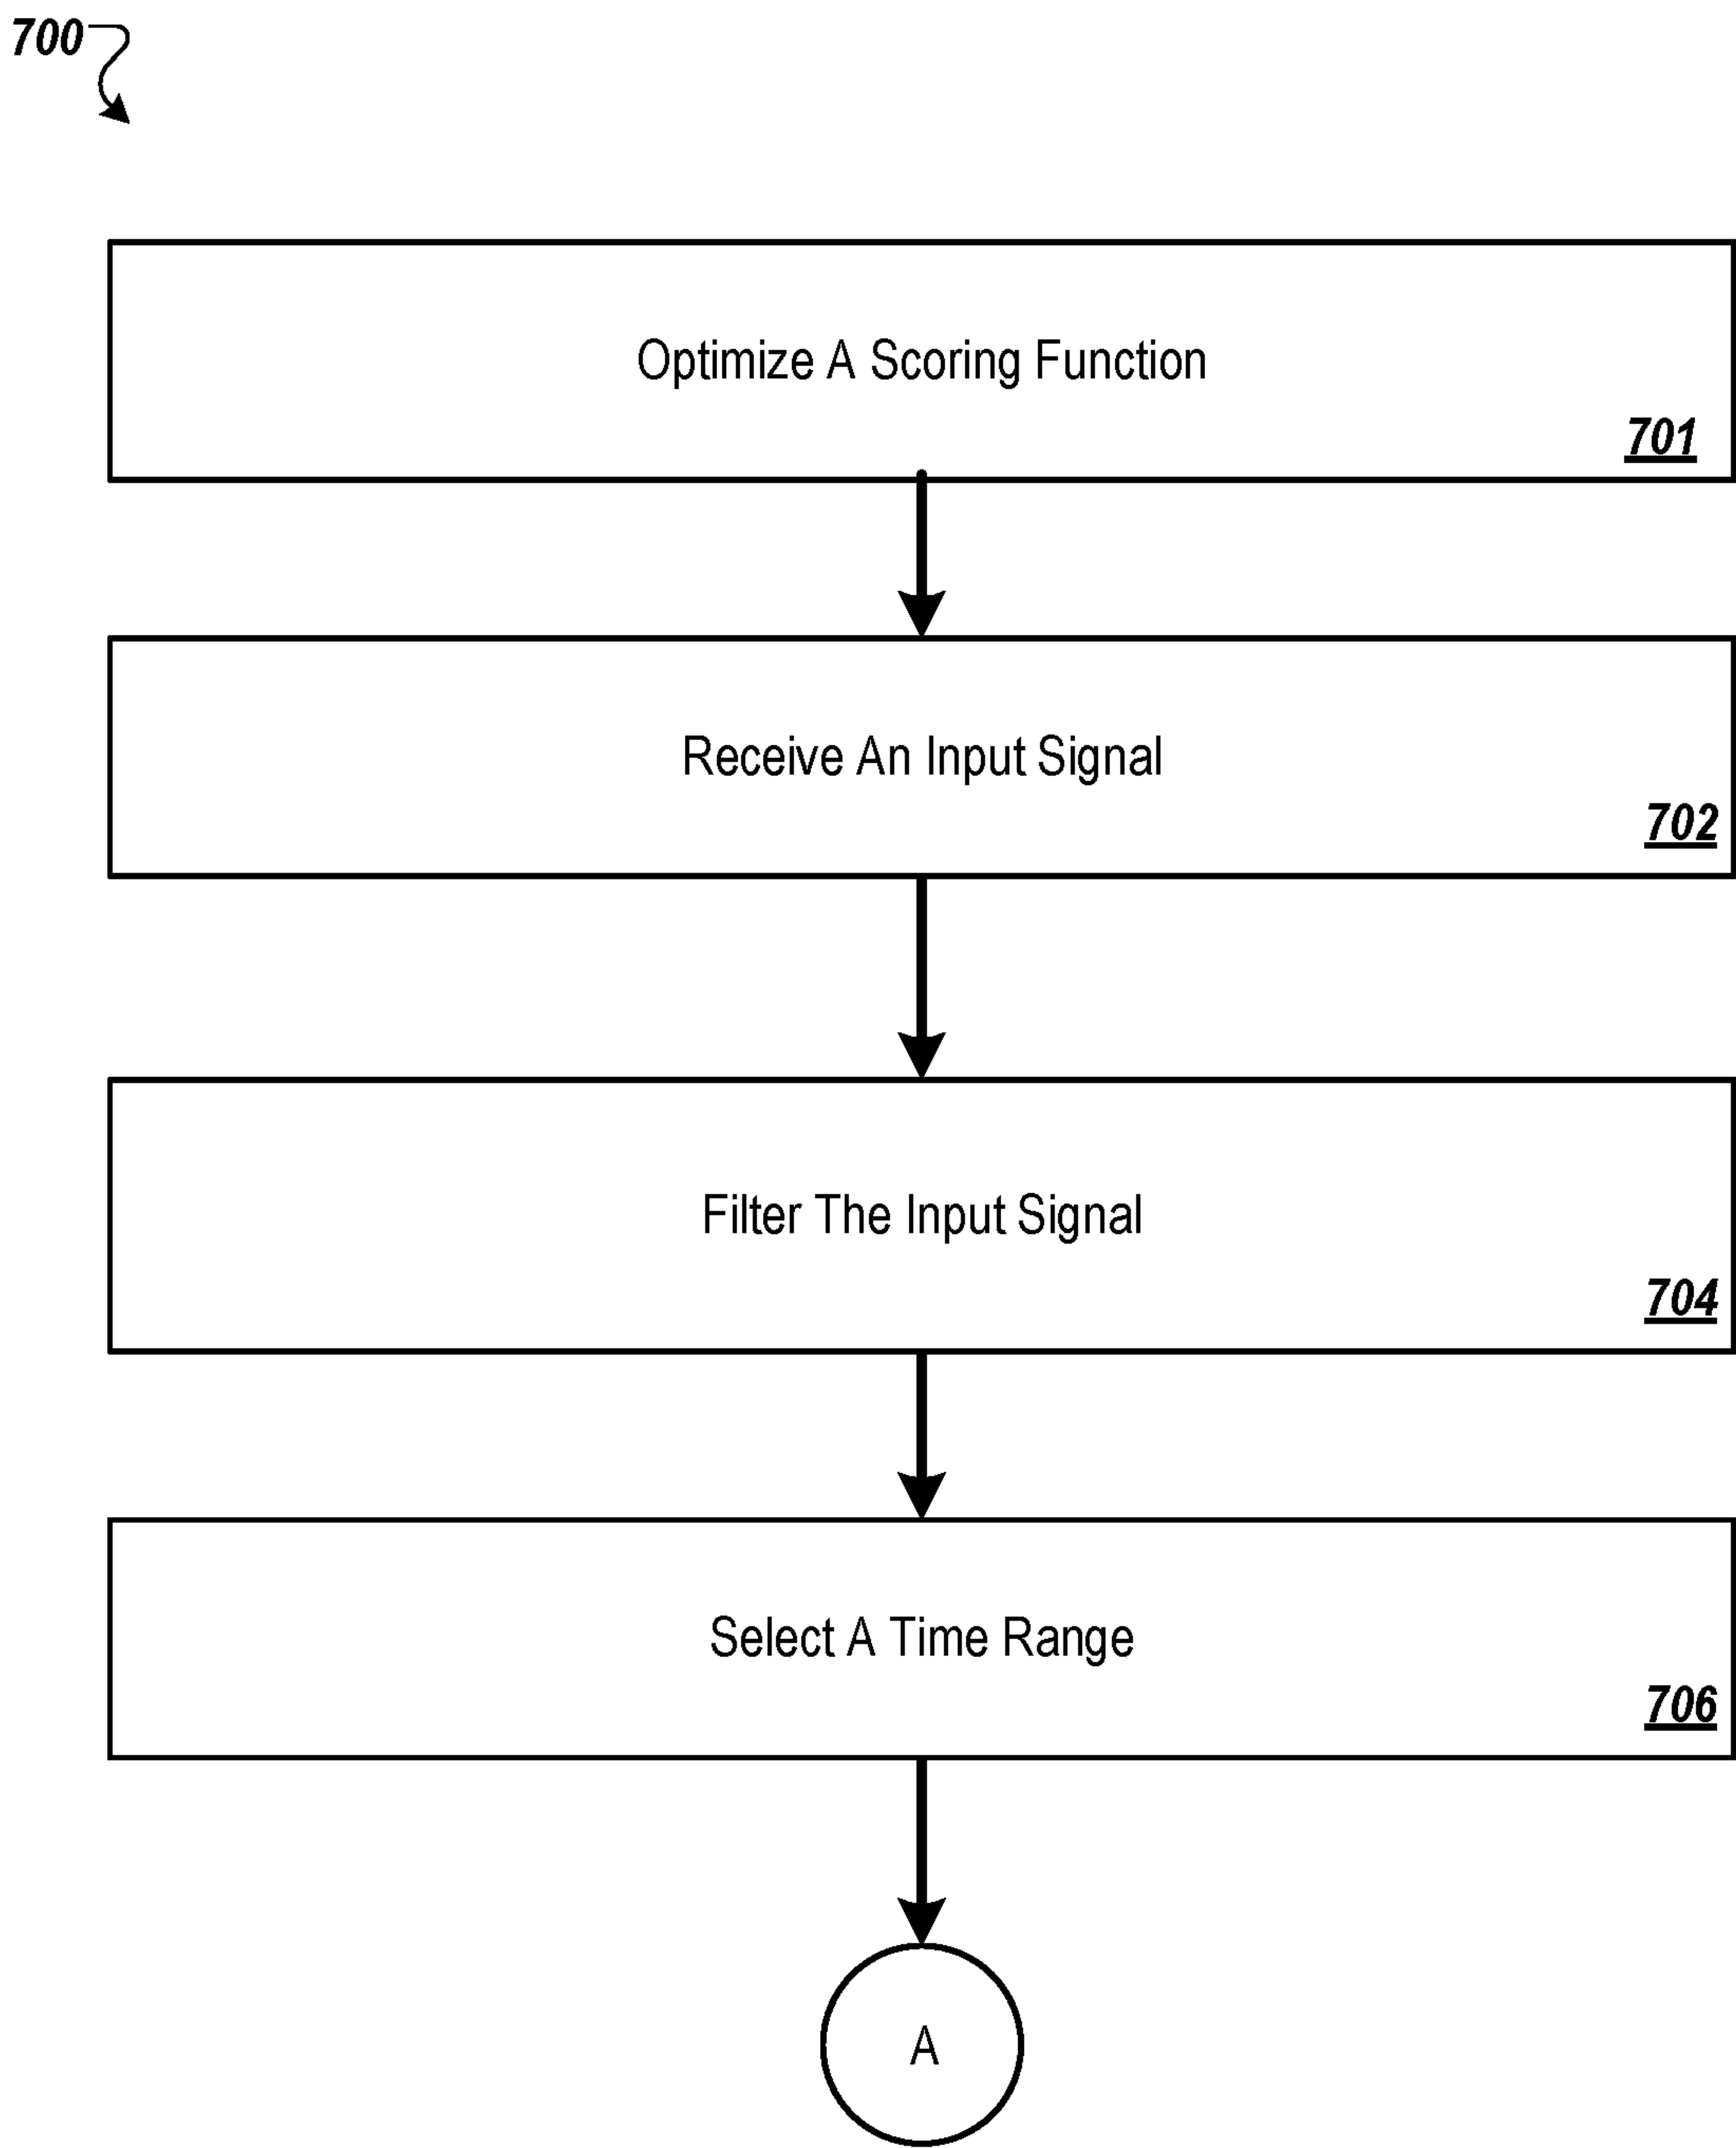 700
Optimize A Scoring Function
701
Receive An Input Signal
702
Filter The Input Signal
704
Select A Time Range
706
A